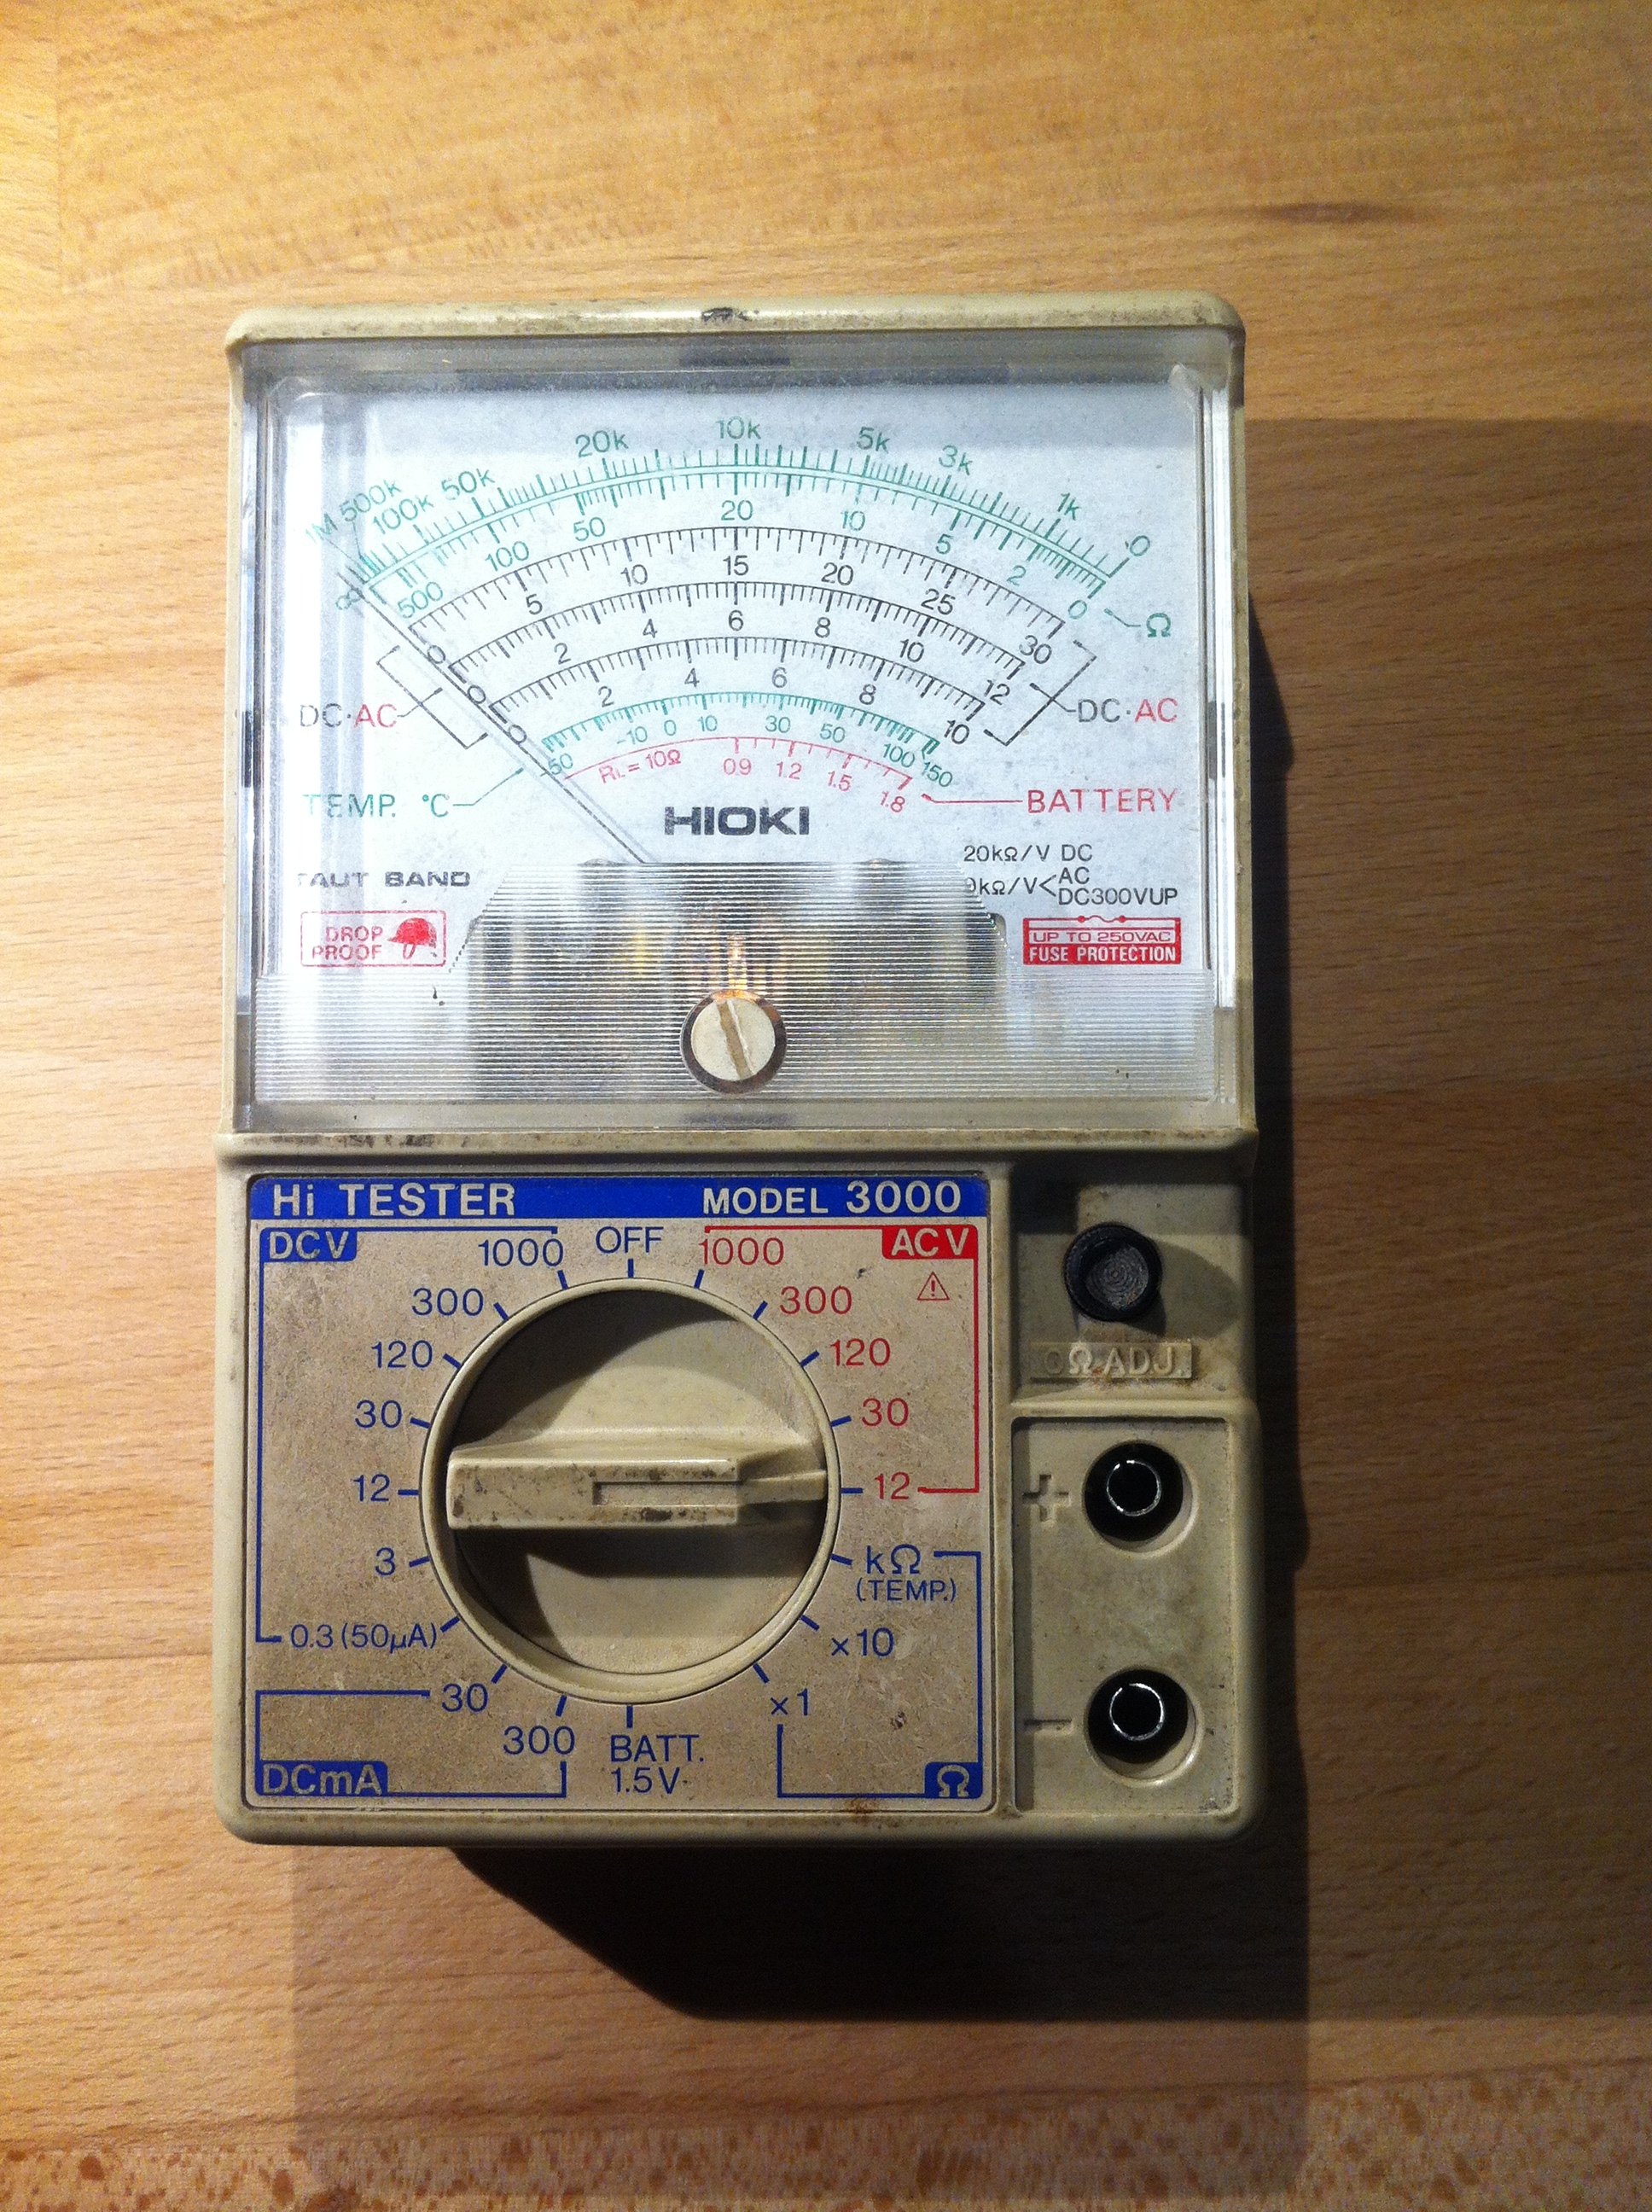 20k 10k 5k 3k
1M 500k 100k 50k 1k 0
∞ 500 100 50 20 10 5 2 0 Ω
0 5 10 15 20 25 30
0 2 4 6 8 10 12
0 2 4 6 8 10
DC·AC DC·AC
-50 -10 0 10 30 50 100 150
TEMP. °C
RL=10Ω 0.9 1.2 1.5 1.8 BATTERY
HIOKI
TAUT BAND
20kΩ/V DC
kΩ/V< AC
DC300VUP
DROP
PROOF
UP TO 250VAC
FUSE PROTECTION
Hi TESTER MODEL 3000
DCV 1000 OFF 1000 ACV
300 300
120 120
30 30
12 12
3 kΩ
(TEMP.)
0.3 (50μA) ×10
30 ×1
300 BATT.
1.5V
DCmA Ω
0Ω ADJ.
+
−